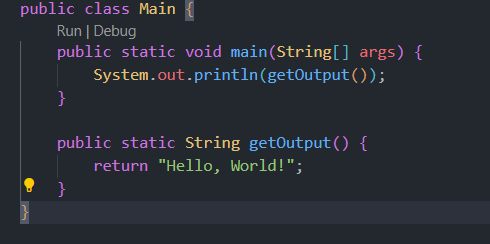 public class Main {
Run | Debug
public static void main(String[] args) {
System.out.println(getOutput());
}
public static String getOutput() {
return "Hello, World!";
}
}